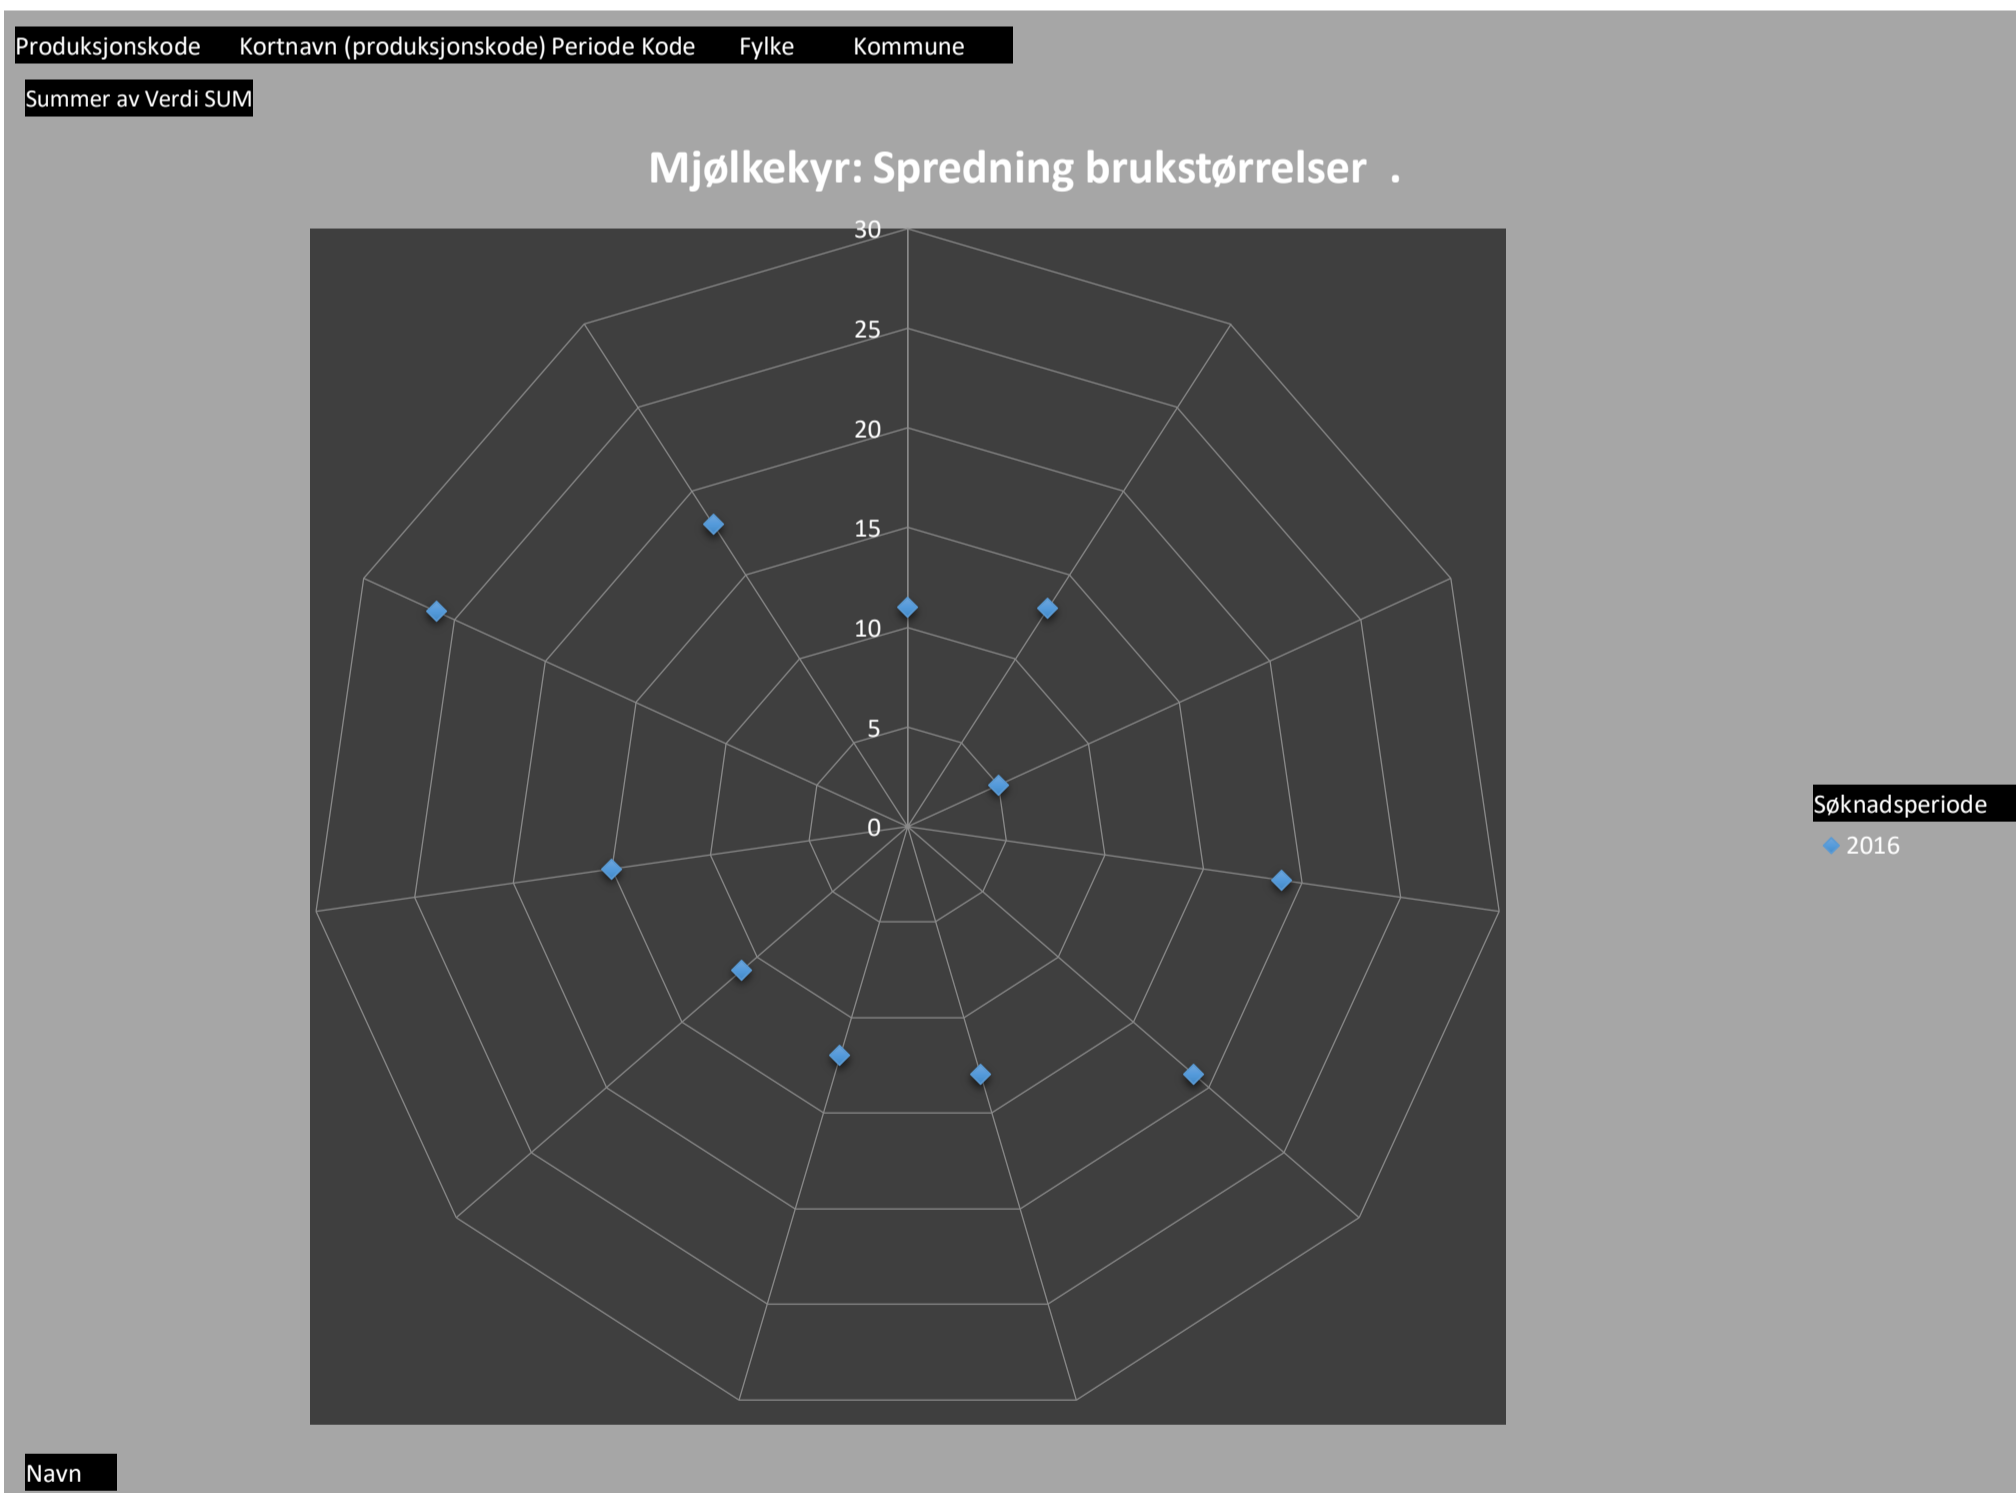 Produksjonskode Kortnavn (produksjonskode) Periode Kode Fylke Kommune
Summer av Verdi SUM
Mjølkekyr: Spredning brukstørrelser .
30
25
20
15
10
5
0
Søknadsperiode
2016
Navn